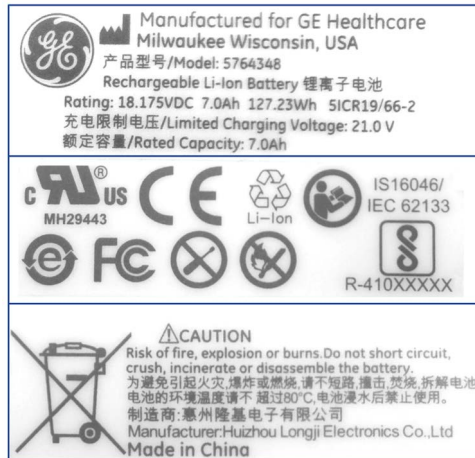 GE
Manufactured for GE Healthcare
Milwaukee Wisconsin, USA
产品型号/Model: 5764348
Rechargeable Li-Ion Battery 锂离子电池
Rating: 18.175VDC 7.0Ah 127.23Wh 5ICR19/66-2
充电限制电压/Limited Charging Voltage: 21.0 V
额定容量/Rated Capacity: 7.0Ah
c RU® US
MH29443
CE
Li-Ion
IS16046/
IEC 62133
e
FC
R-410XXXXX
CAUTION
Risk of fire, explosion or burns.Do not short circuit,
crush, incinerate or disassemble the battery.
为避免引起火灾,爆炸或燃烧,请不短路,撞击,焚烧,拆解电池
电池的环境温度请不 超过80℃,电池浸水后禁止使用。
制造商:惠州隆基电子有限公司
Manufacturer:Huizhou Longji Electronics Co.,Ltd
Made in China